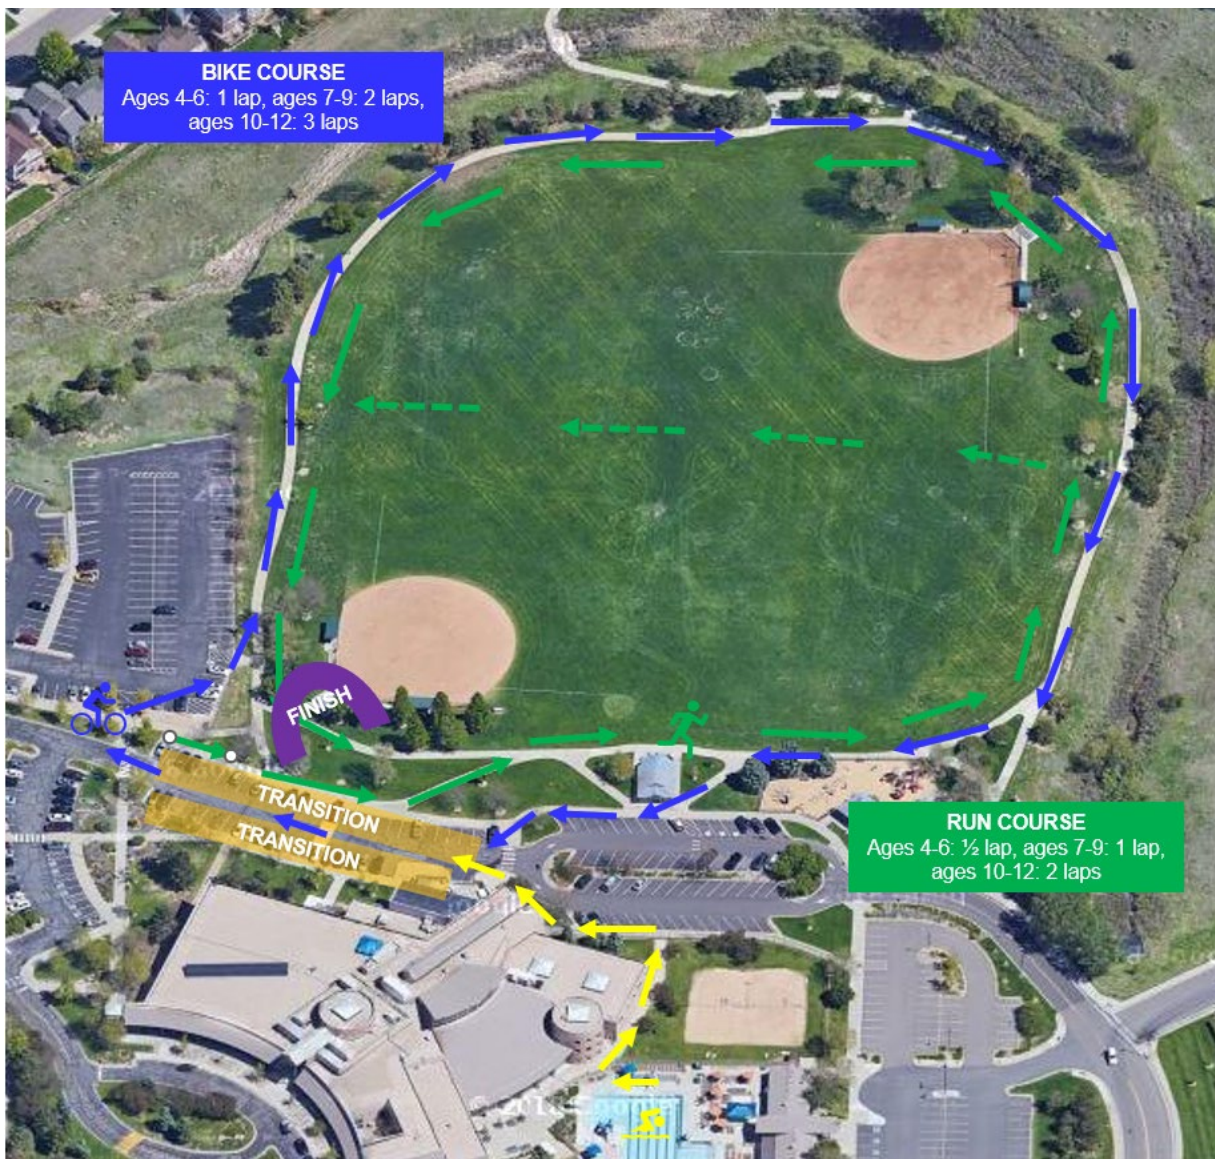 BIKE COURSE
Ages 4-6: 1 lap, ages 7-9: 2 laps,
ages 10-12: 3 laps
FINISH
TRANSITION
TRANSITION
RUN COURSE
Ages 4-6: ½ lap, ages 7-9: 1 lap,
ages 10-12: 2 laps